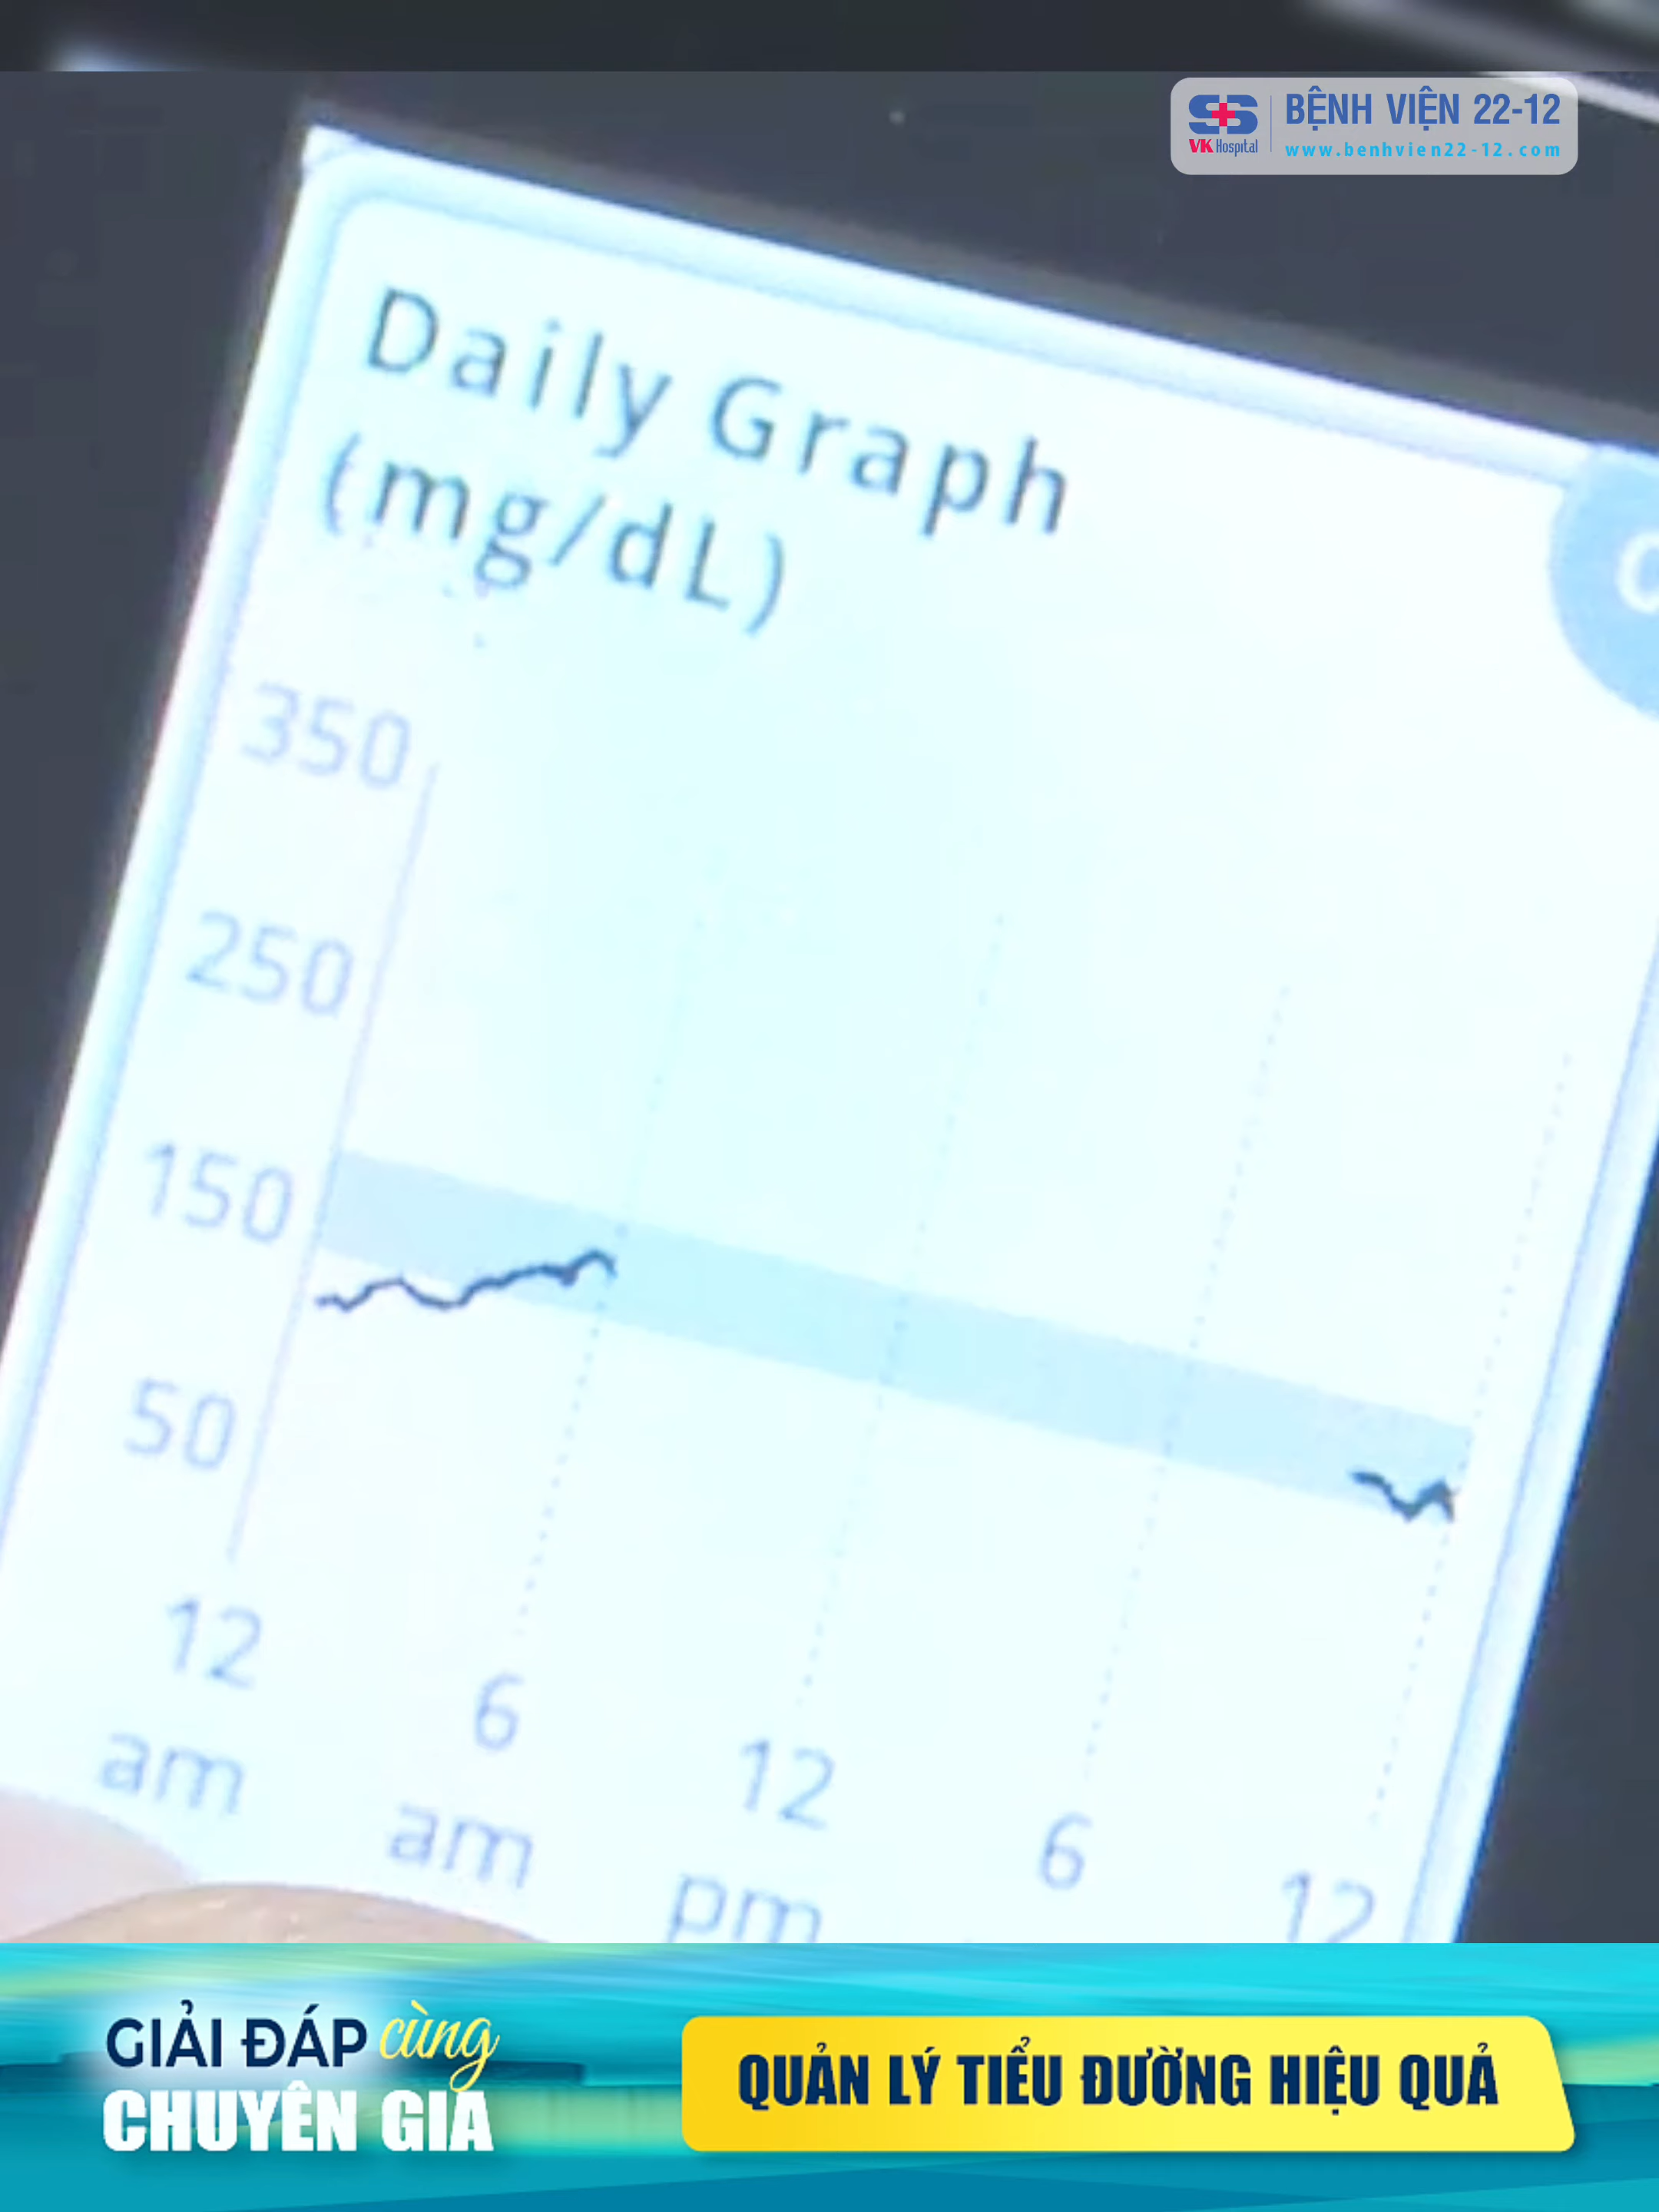 BỆNH VIỆN 22-12
VK Hospital
www.benhvien22-12.com
Daily Graph
(mg/dL)
350
250
150
50
12
am
6
am
12
pm
6
12
GIẢI ĐÁP cùng
CHUYÊN GIA
QUẢN LÝ TIỂU ĐƯỜNG HIỆU QUẢ